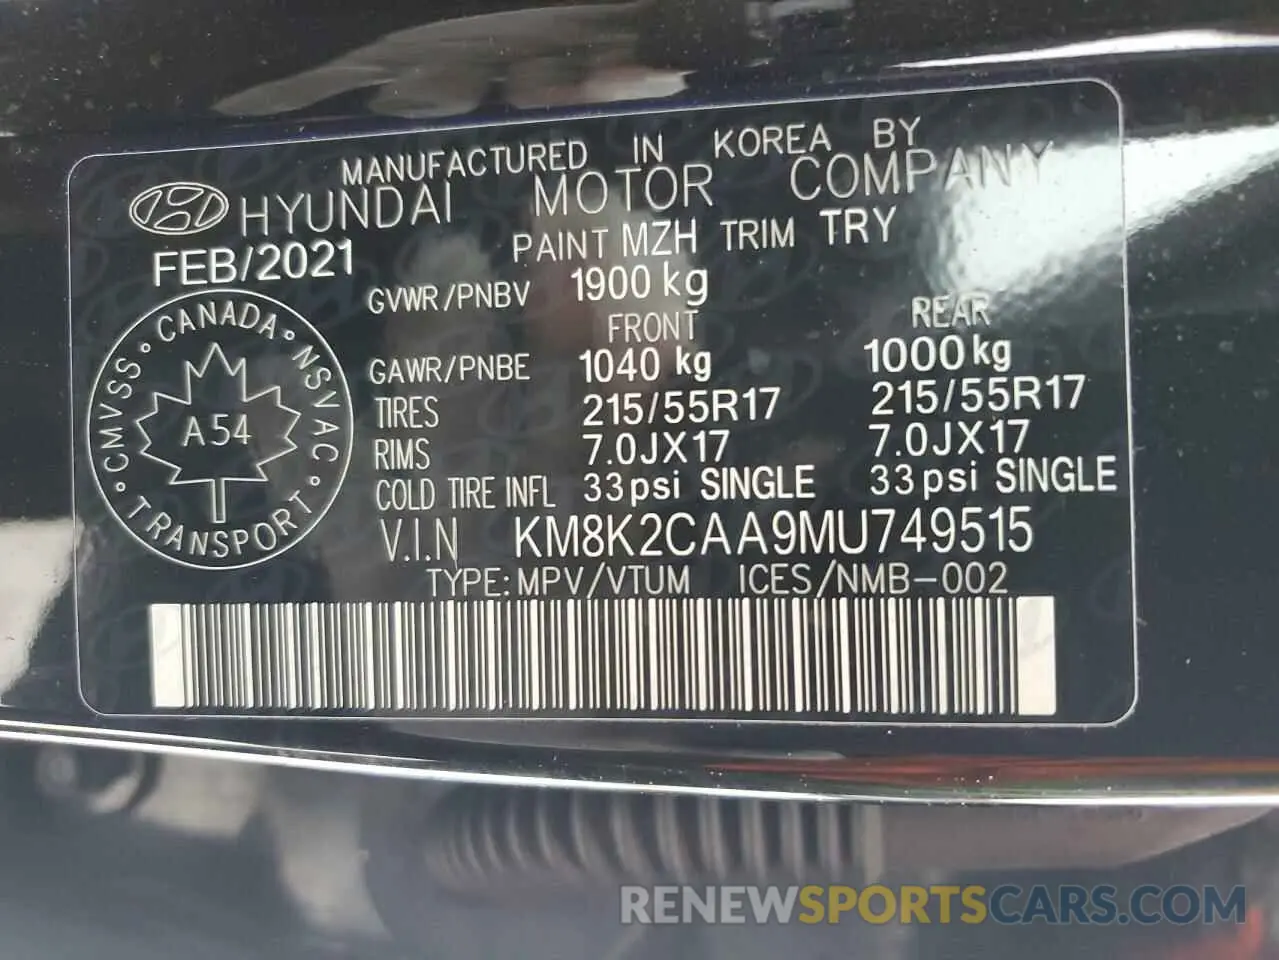 MANUFACTURED IN KOREA BY
HYUNDAI MOTOR COMPANY
FEB/2021 PAINT MZH TRIM TRY
GVWR/PNBV 1900 kg
FRONT REAR
GAWR/PNBE 1040 kg 1000 kg
TIRES 215/55R17 215/55R17
RIMS 7.0JX17 7.0JX17
COLD TIRE INFL 33psi SINGLE 33psi SINGLE
V.I.N KM8K2CAA9MU749515
TYPE:MPV/VTUM ICES/NMB-002
CMVSS • CANADA • NSVAC • TRANSPORT •
A54
RENEWSPORTSCARS.COM